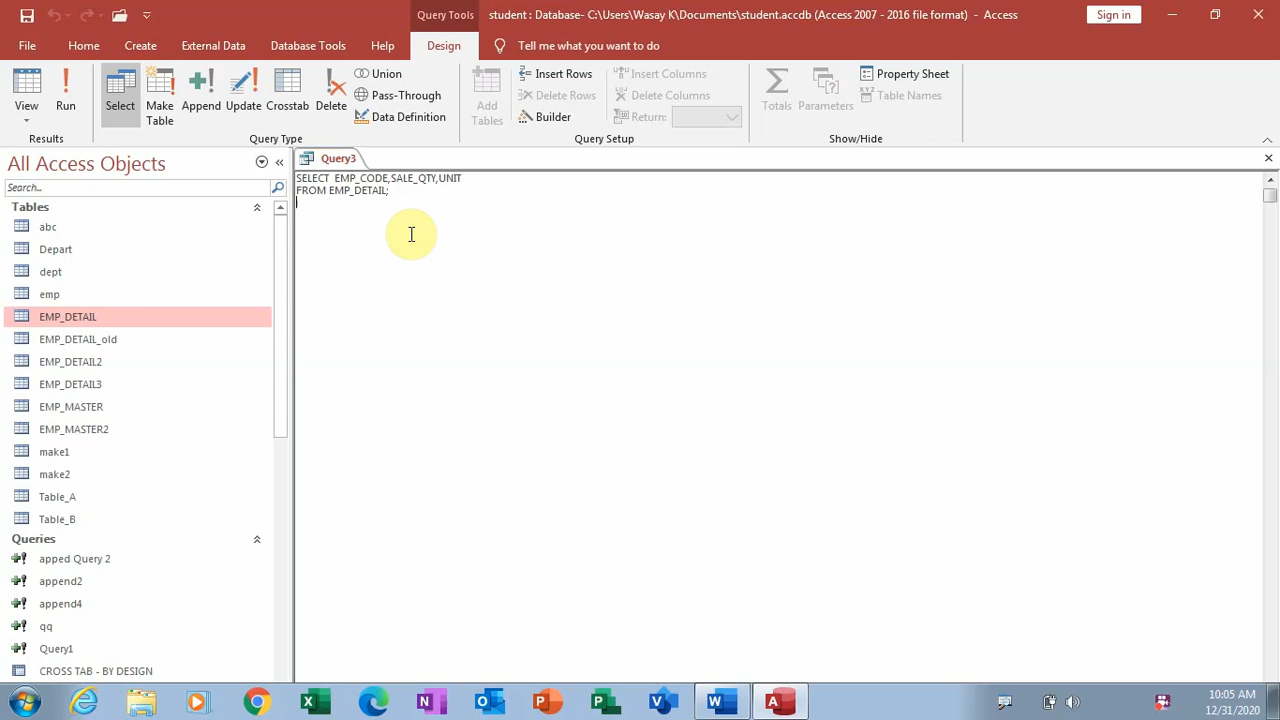 Query Tools
student : Database- C:\Users\Wasay K\Documents\student.accdb (Access 2007 - 2016 file format) - Access
Sign in
File
Home
Create
External Data
Database Tools
Help
Design
Tell me what you want to do
View
Run
Results
Select
Make Table
Append
Update
Crosstab
Delete
Union
Pass-Through
Data Definition
Query Type
Add Tables
Insert Rows
Delete Rows
Builder
Insert Columns
Delete Columns
Return:
Query Setup
Totals
Parameters
Property Sheet
Table Names
Show/Hide
All Access Objects
Search...
Tables
abc
Depart
dept
emp
EMP_DETAIL
EMP_DETAIL_old
EMP_DETAIL2
EMP_DETAIL3
EMP_MASTER
EMP_MASTER2
make1
make2
Table_A
Table_B
Queries
apped Query 2
append2
append4
qq
Query1
CROSS TAB - BY DESIGN
Query3
SELECT  EMP_CODE,SALE_QTY,UNIT
FROM EMP_DETAIL;
10:05 AM
12/31/2020